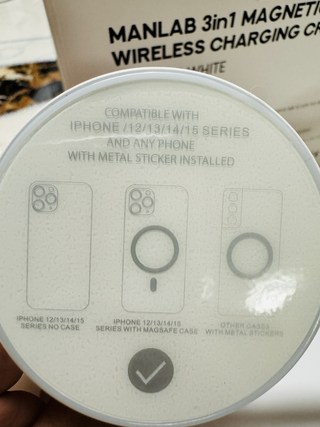 MANLAB 3in1 MAGNETIC
WIRELESS CHARGING
WHITE
COMPATIBLE WITH
IPHONE /12/13/14/15 SERIES
AND ANY PHONE
WITH METAL STICKER INSTALLED
IPHONE 12/13/14/15
SERIES NO CASE
IPHONE 12/13/14/15
SERIES WITH MAGSAFE CASE
OTHER CASES
WITH METAL STICKERS